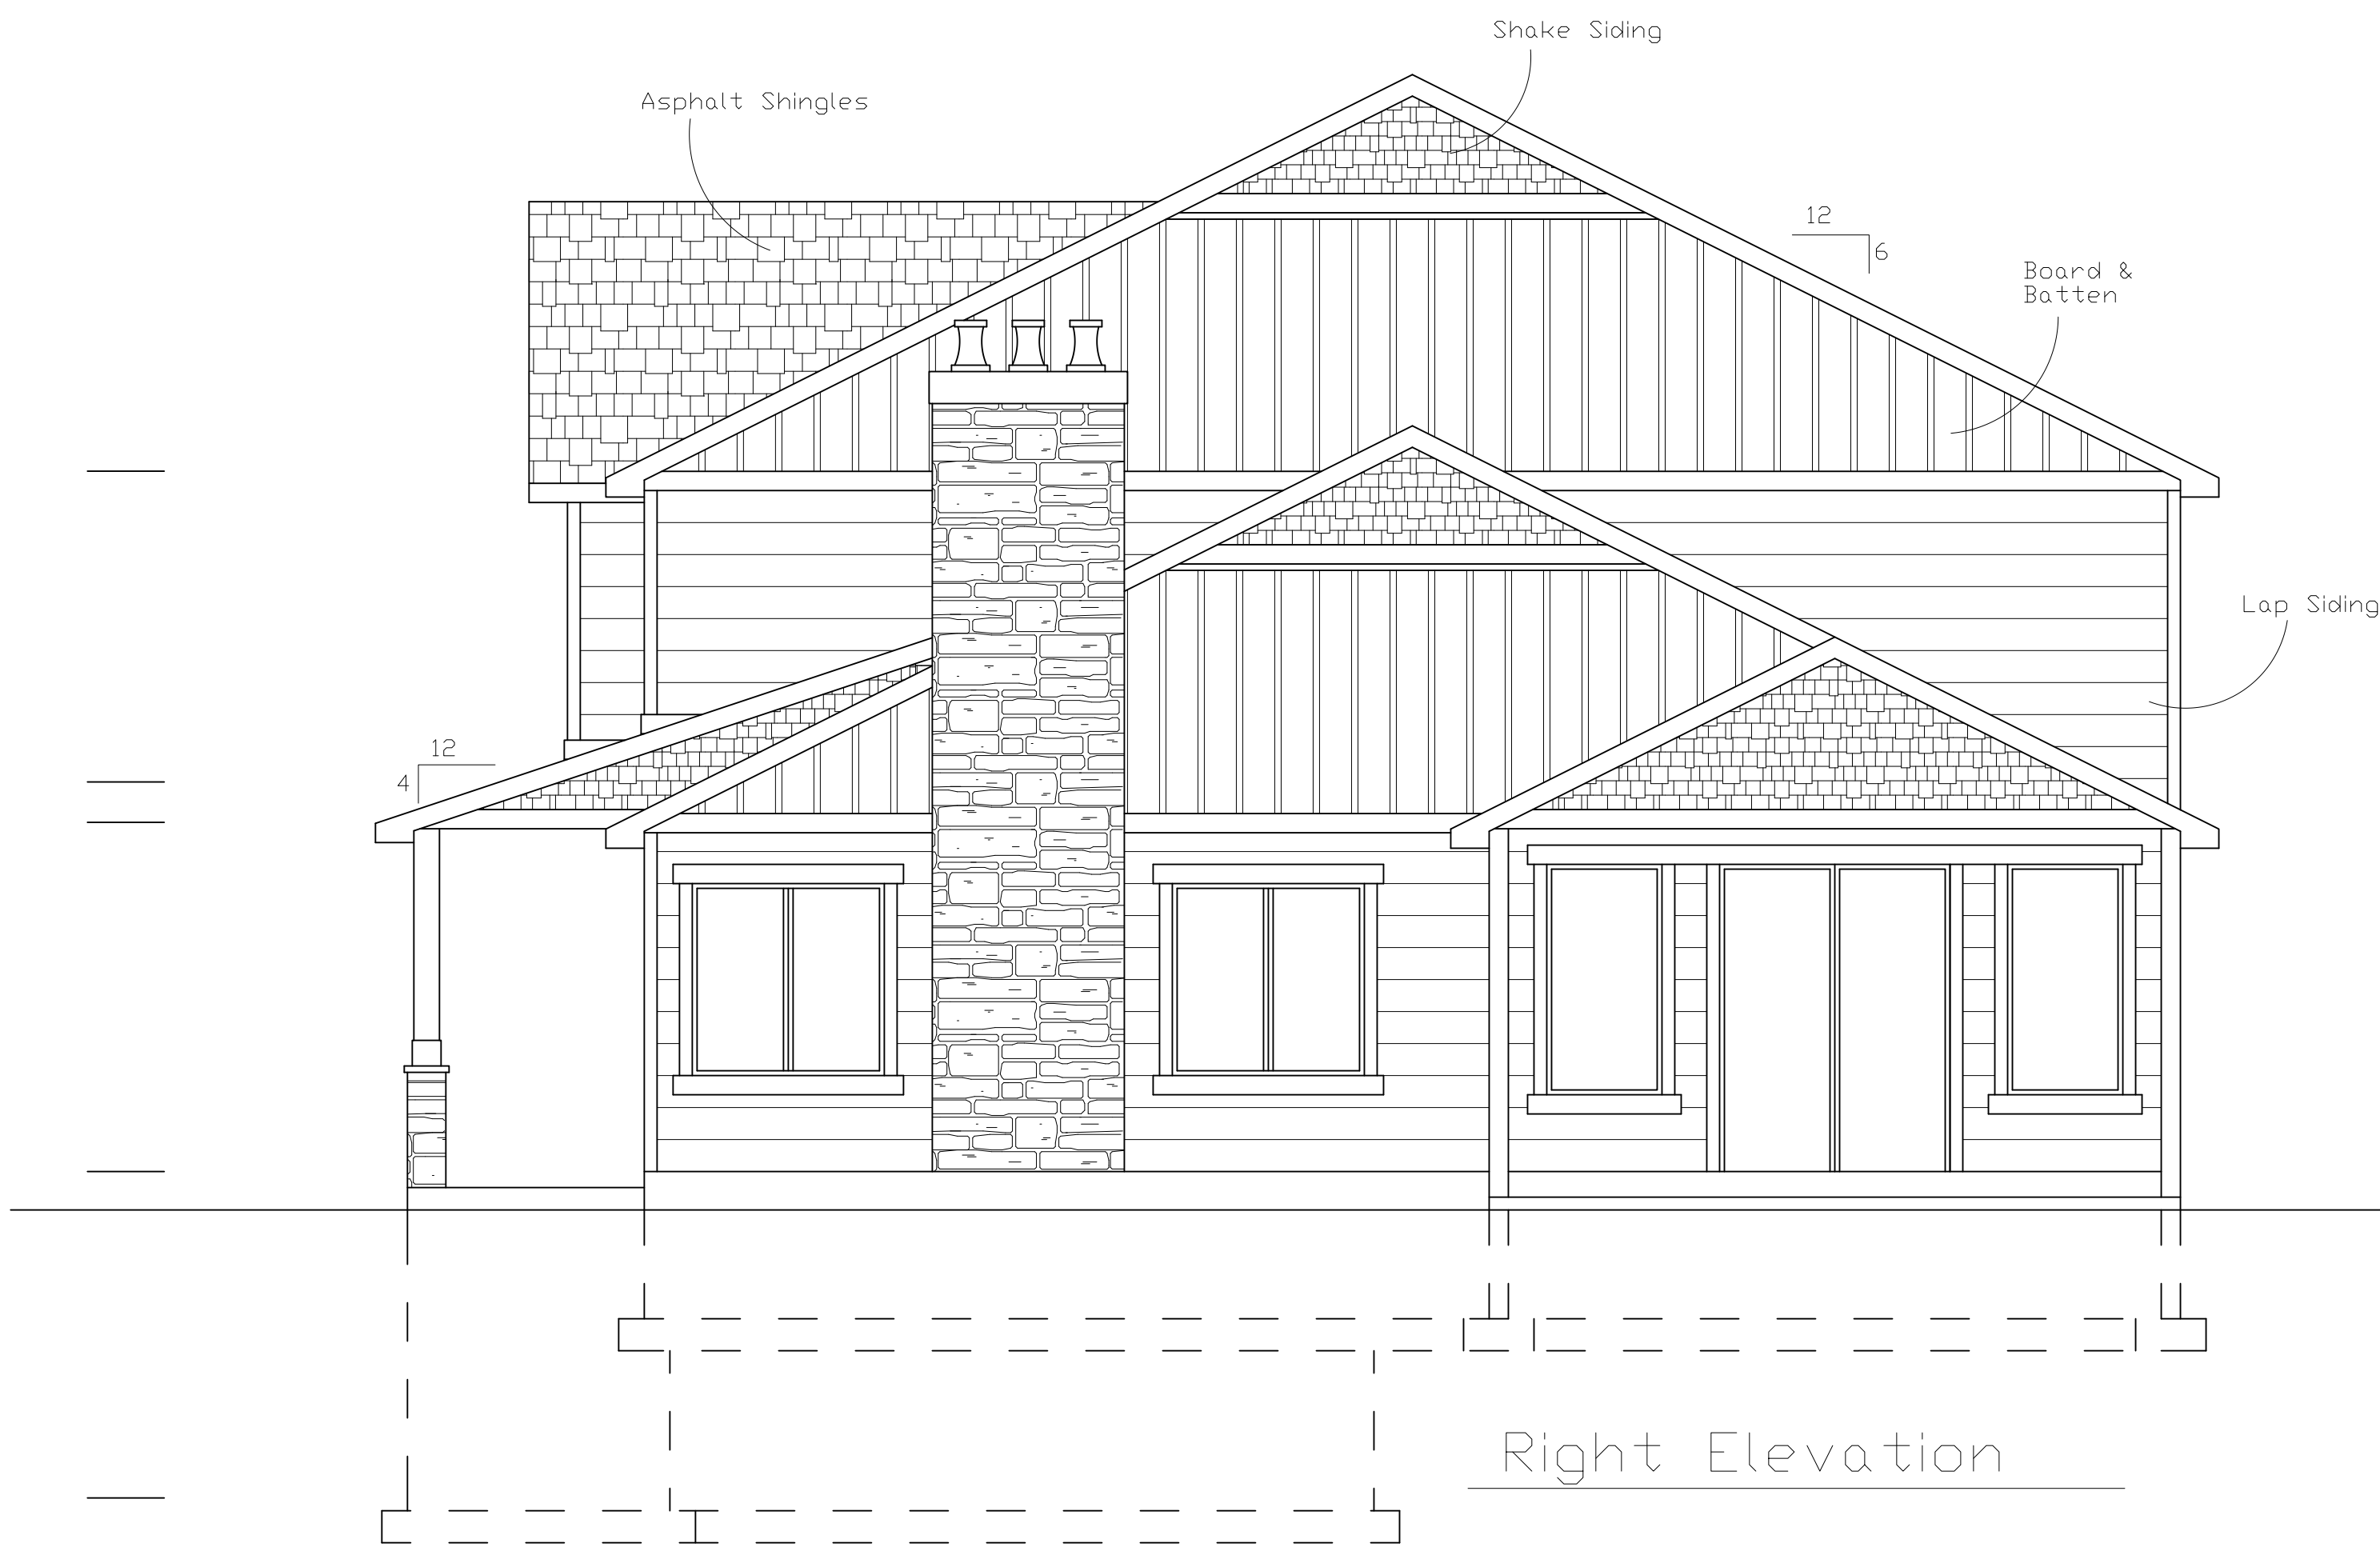 Shake Siding
Asphalt Shingles
12
6
Board &
Batten
Lap Siding
12
4
Right Elevation